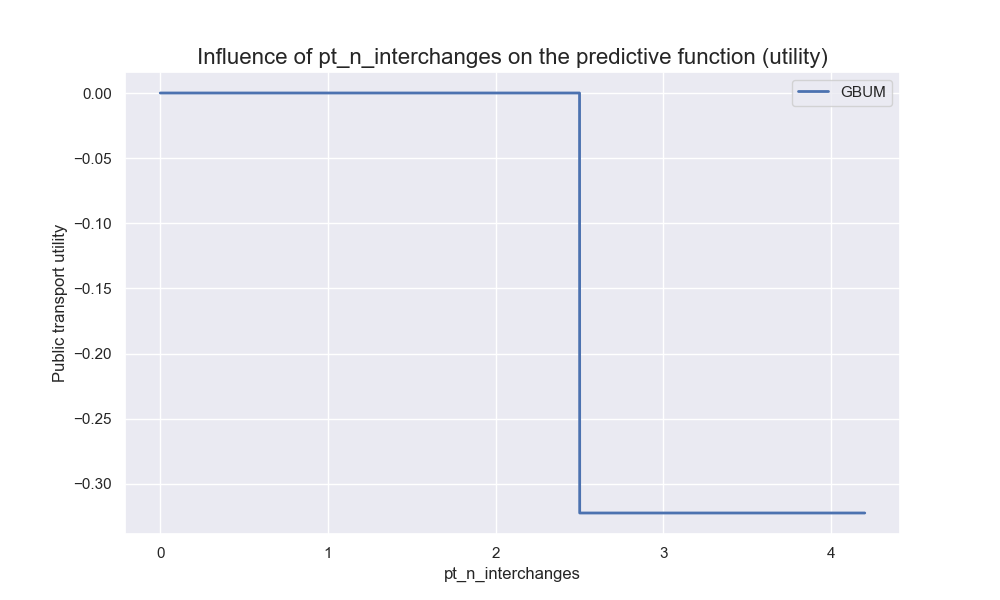 Influence of pt_n_interchanges on the predictive function (utility)
GBUM
0.00
−0.05
−0.10
−0.15
−0.20
−0.25
−0.30
Public transport utility
0 1 2 3 4
pt_n_interchanges